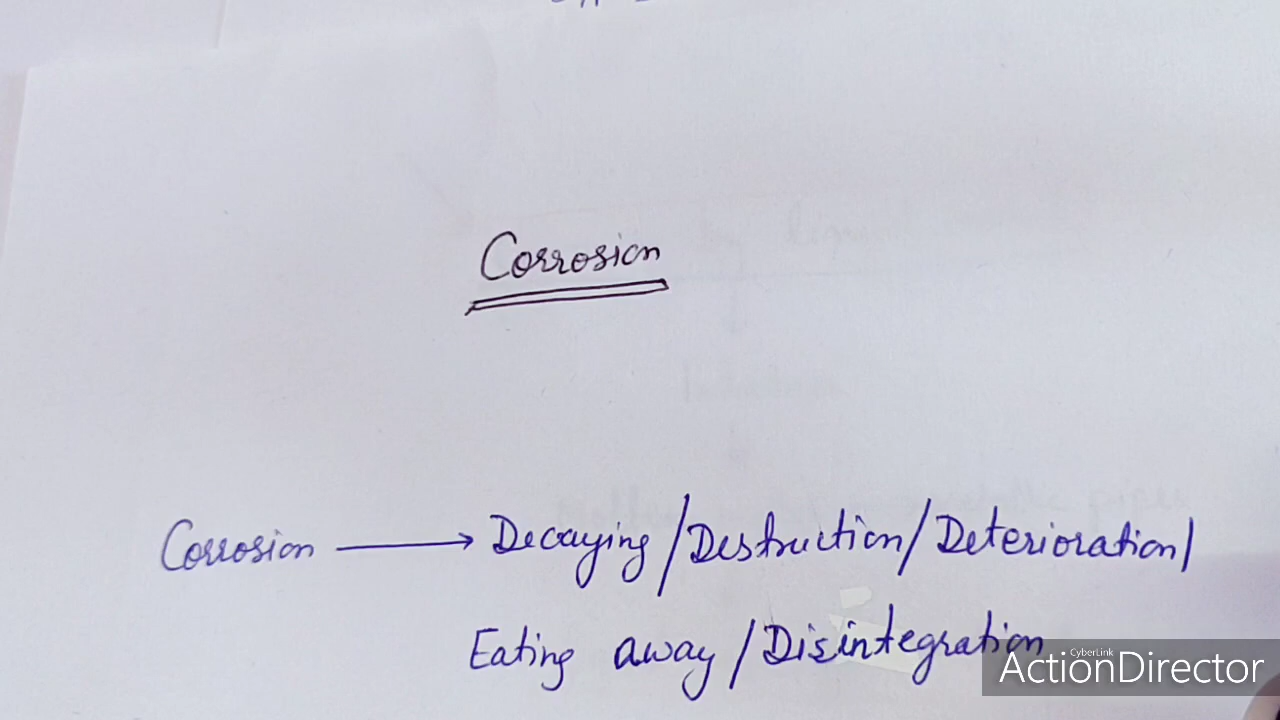 Corrosion
Corrosion → Decaying/Destruction/Deterioration/
Eating away/Disintegration
CyberLink
ActionDirector